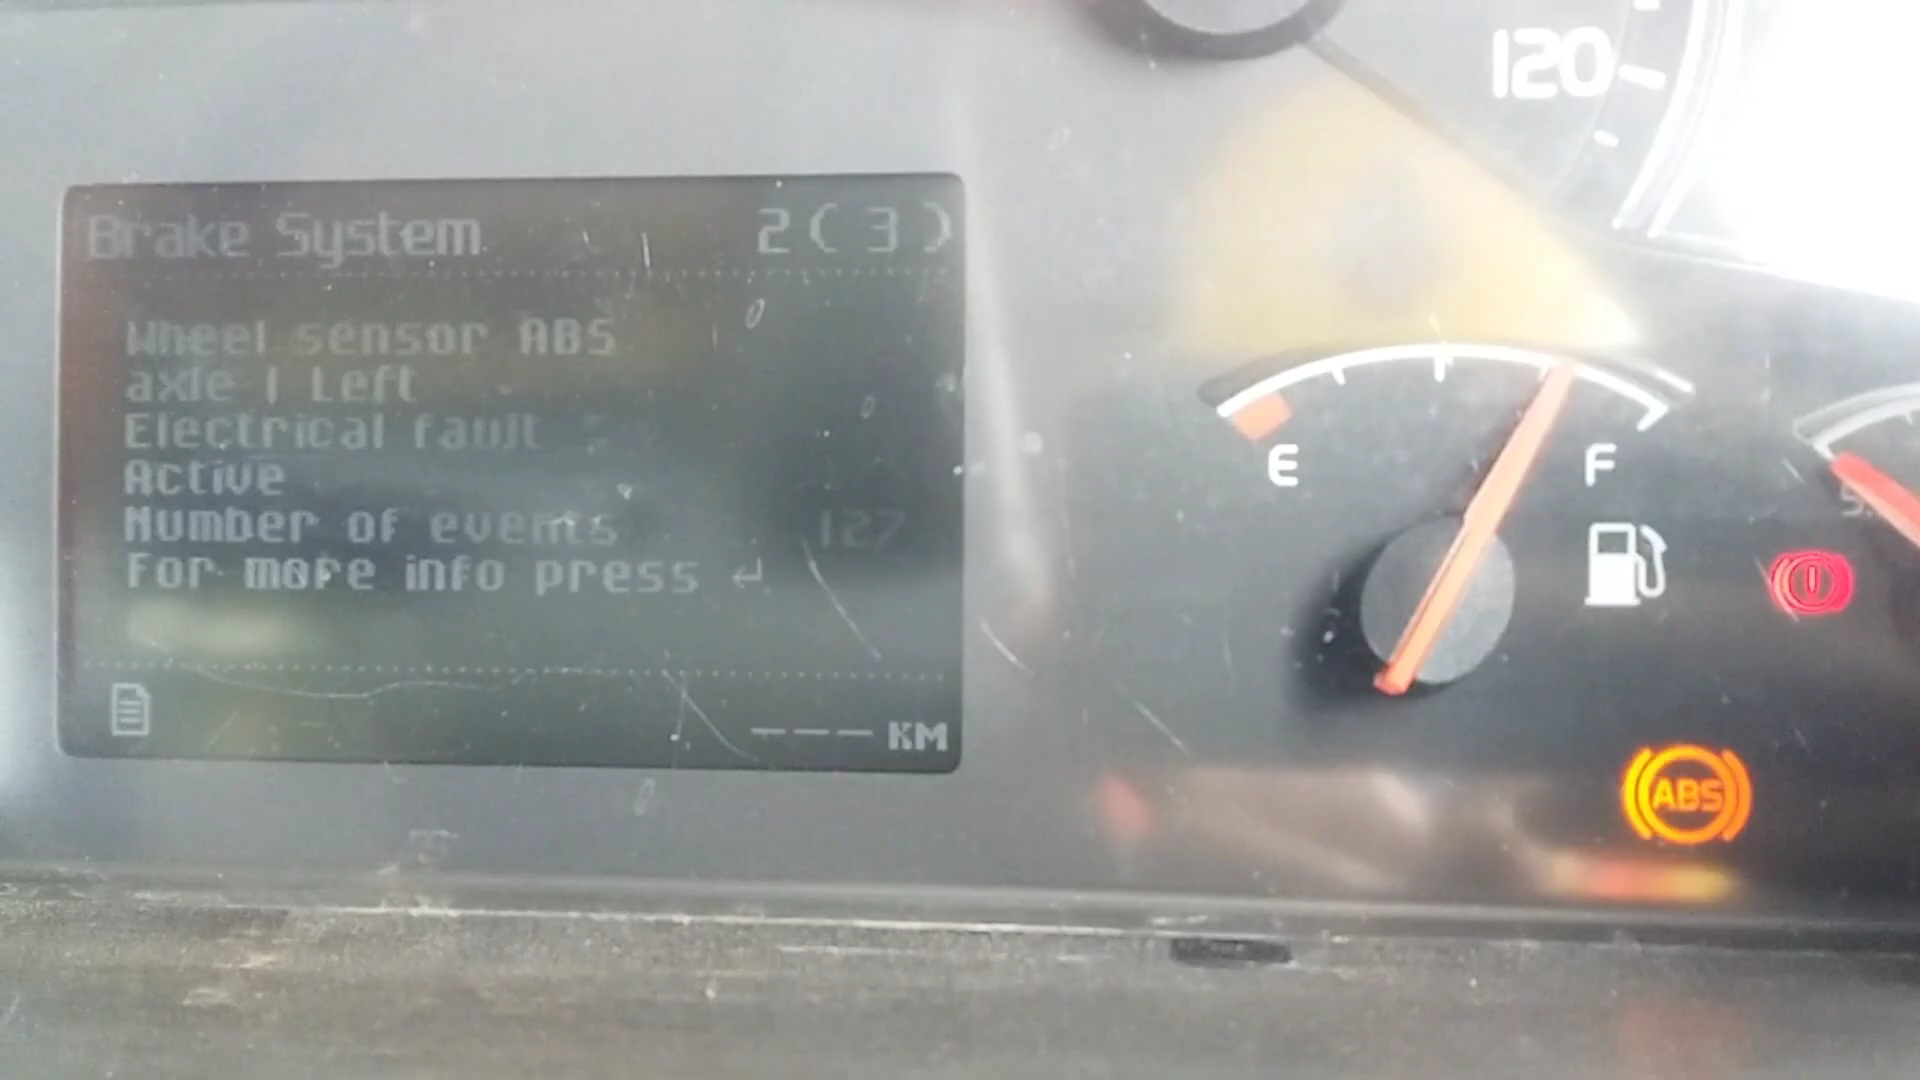 120
Brake System 2(3)
Wheel sensor ABS
axle 1 Left
Electrical fault
Active
Number of events 127
For more info press ↵
--- KM
E
F
ABS